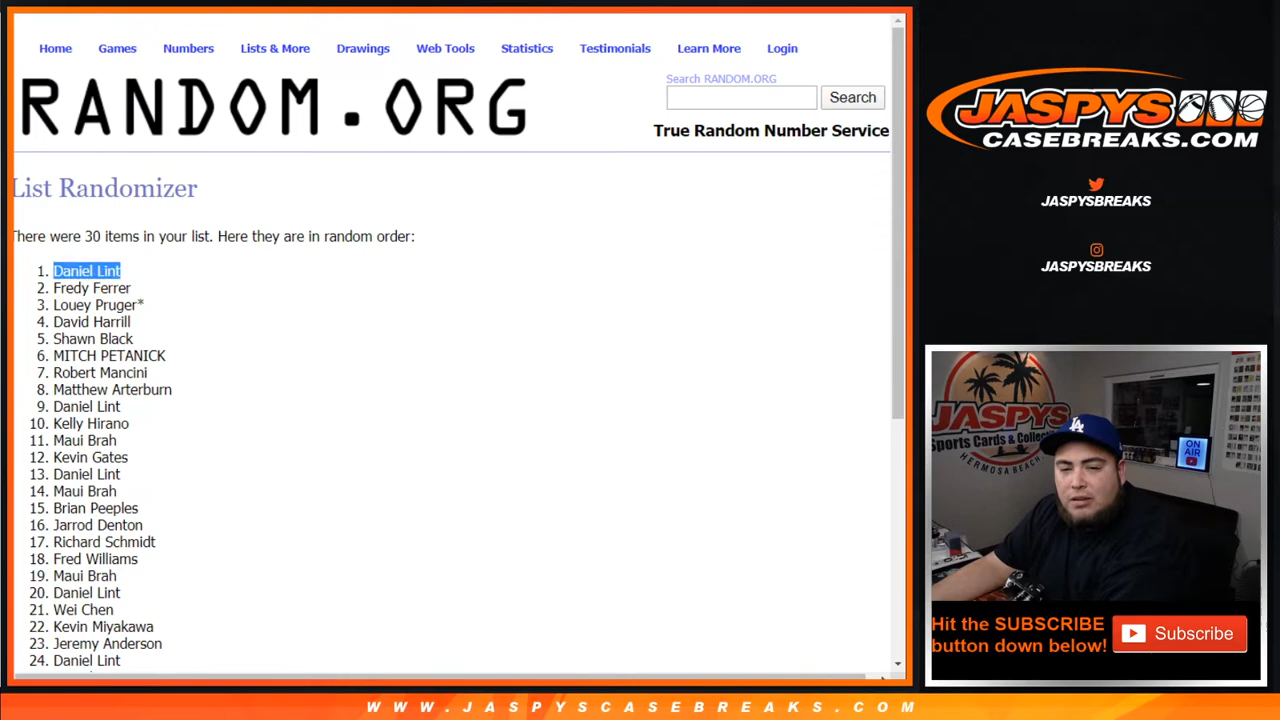 Home Games Numbers Lists & More Drawings Web Tools Statistics Testimonials Learn More Login
RANDOM.ORG
Search RANDOM.ORG
Search
True Random Number Service
List Randomizer
There were 30 items in your list. Here they are in random order:
1. Daniel Lint
2. Fredy Ferrer
3. Louey Pruger*
4. David Harrill
5. Shawn Black
6. MITCH PETANICK
7. Robert Mancini
8. Matthew Arterburn
9. Daniel Lint
10. Kelly Hirano
11. Maui Brah
12. Kevin Gates
13. Daniel Lint
14. Maui Brah
15. Brian Peeples
16. Jarrod Denton
17. Richard Schmidt
18. Fred Williams
19. Maui Brah
20. Daniel Lint
21. Wei Chen
22. Kevin Miyakawa
23. Jeremy Anderson
24. Daniel Lint
JASPYS
CASEBREAKS.COM
JASPYSBREAKS
JASPYSBREAKS
JASPYS
Sports Cards & Collectibles
HERMOSA BEACH
LA
ON
AIR
Hit the SUBSCRIBE
button down below!
Subscribe
WWW.JASPYSCASEBREAKS.COM